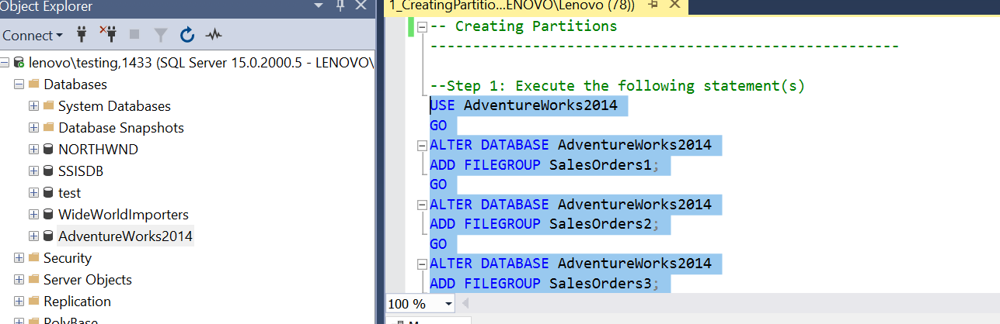 Object Explorer
Connect
lenovo\testing,1433 (SQL Server 15.0.2000.5 - LENOVO\
Databases
System Databases
Database Snapshots
NORTHWND
SSISDB
test
WideWorldImporters
AdventureWorks2014
Security
Server Objects
Replication
PolyBase
1_CreatingPartitio...ENOVO\Lenovo (78))
-- Creating Partitions
-------------------------------------------------------
--Step 1: Execute the following statement(s)
USE AdventureWorks2014
GO
ALTER DATABASE AdventureWorks2014
ADD FILEGROUP SalesOrders1;
GO
ALTER DATABASE AdventureWorks2014
ADD FILEGROUP SalesOrders2;
GO
ALTER DATABASE AdventureWorks2014
ADD FILEGROUP SalesOrders3;
100 %